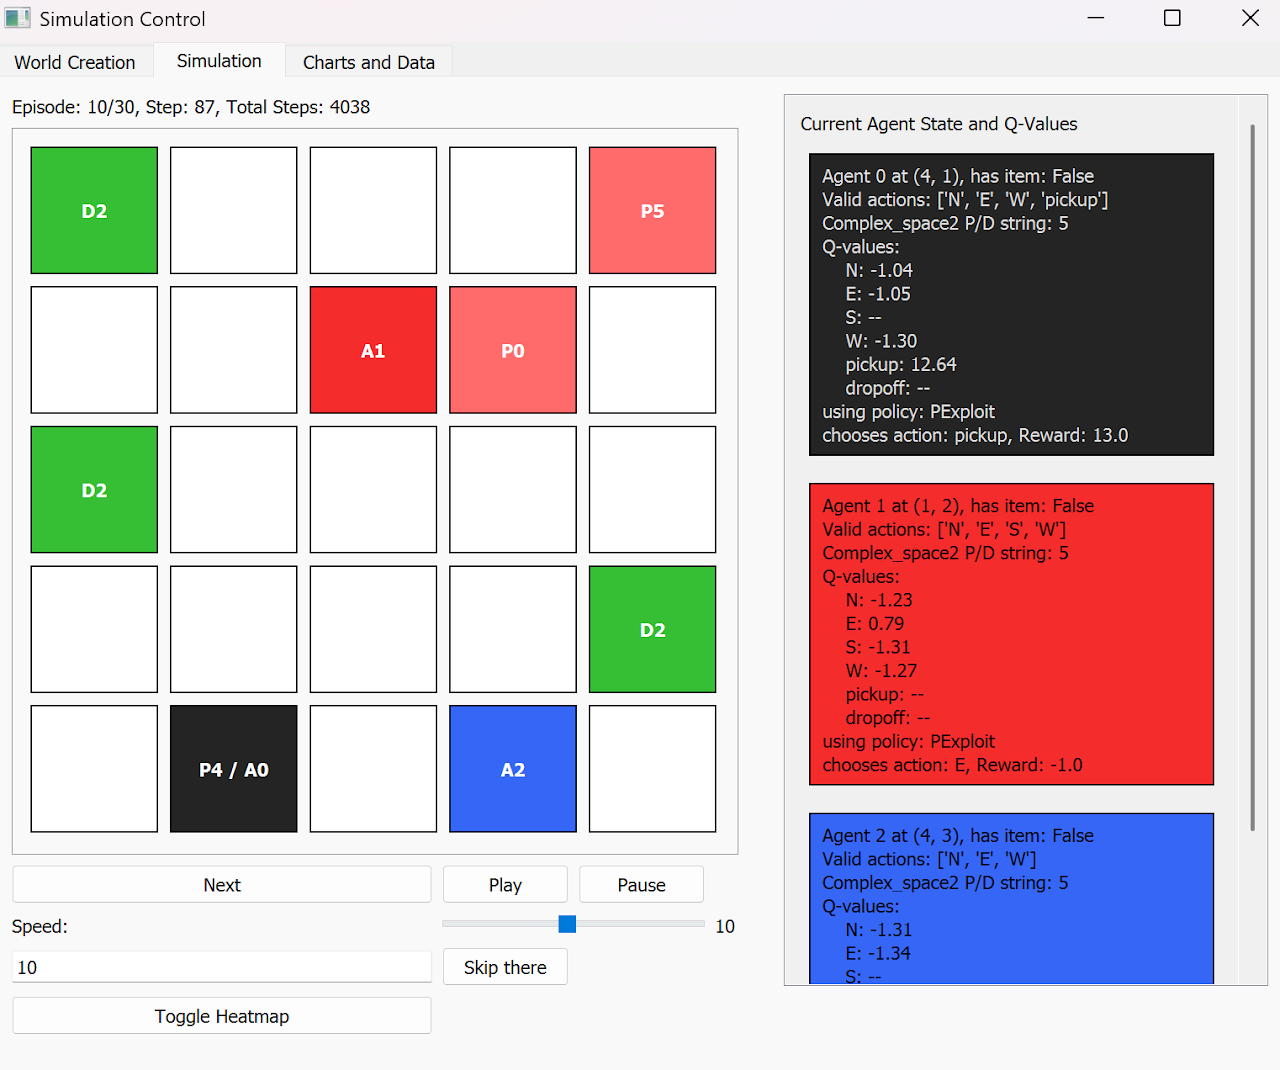 Simulation Control
World Creation
Simulation
Charts and Data
Episode: 10/30, Step: 87, Total Steps: 4038
D2
P5
A1
P0
D2
D2
P4 / A0
A2
Next
Play
Pause
Speed:
10
10
Skip there
Toggle Heatmap
Current Agent State and Q-Values
Agent 0 at (4, 1), has item: False
Valid actions: ['N', 'E', 'W', 'pickup']
Complex_space2 P/D string: 5
Q-values:
N: -1.04
E: -1.05
S: --
W: -1.30
pickup: 12.64
dropoff: --
using policy: PExploit
chooses action: pickup, Reward: 13.0
Agent 1 at (1, 2), has item: False
Valid actions: ['N', 'E', 'S', 'W']
Complex_space2 P/D string: 5
Q-values:
N: -1.23
E: 0.79
S: -1.31
W: -1.27
pickup: --
dropoff: --
using policy: PExploit
chooses action: E, Reward: -1.0
Agent 2 at (4, 3), has item: False
Valid actions: ['N', 'E', 'W']
Complex_space2 P/D string: 5
Q-values:
N: -1.31
E: -1.34
S: --